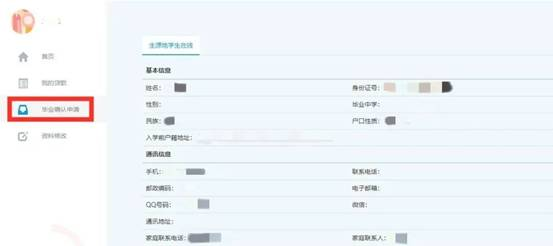 首页
我的贷款
毕业确认申请
资料修改
生源地学生在线
基本信息
姓名: 身份证号:
性别: 毕业中学:
民族: 户口性质:
入学前户籍地址:
通讯信息
手机: 联系电话:
邮政编码: 电子邮箱:
QQ号码: 微信:
通讯地址:
家庭联系电话: 家庭联系人: